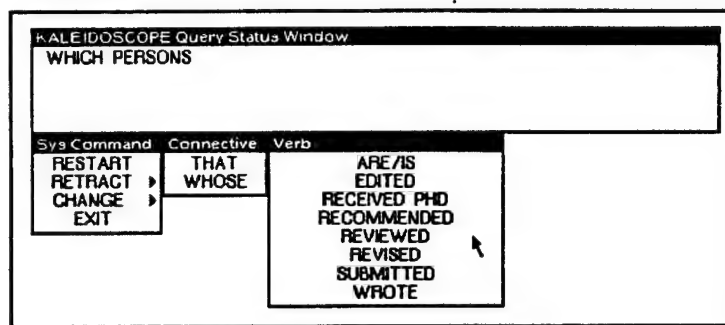 KALEIDOSCOPE Query Status Window
WHICH PERSONS
Sys Command
RESTART
RETRACT
CHANGE
EXIT
Connective
THAT
WHOSE
Verb
ARE/IS
EDITED
RECEIVED PHD
RECOMMENDED
REVIEWED
REVISED
SUBMITTED
WROTE